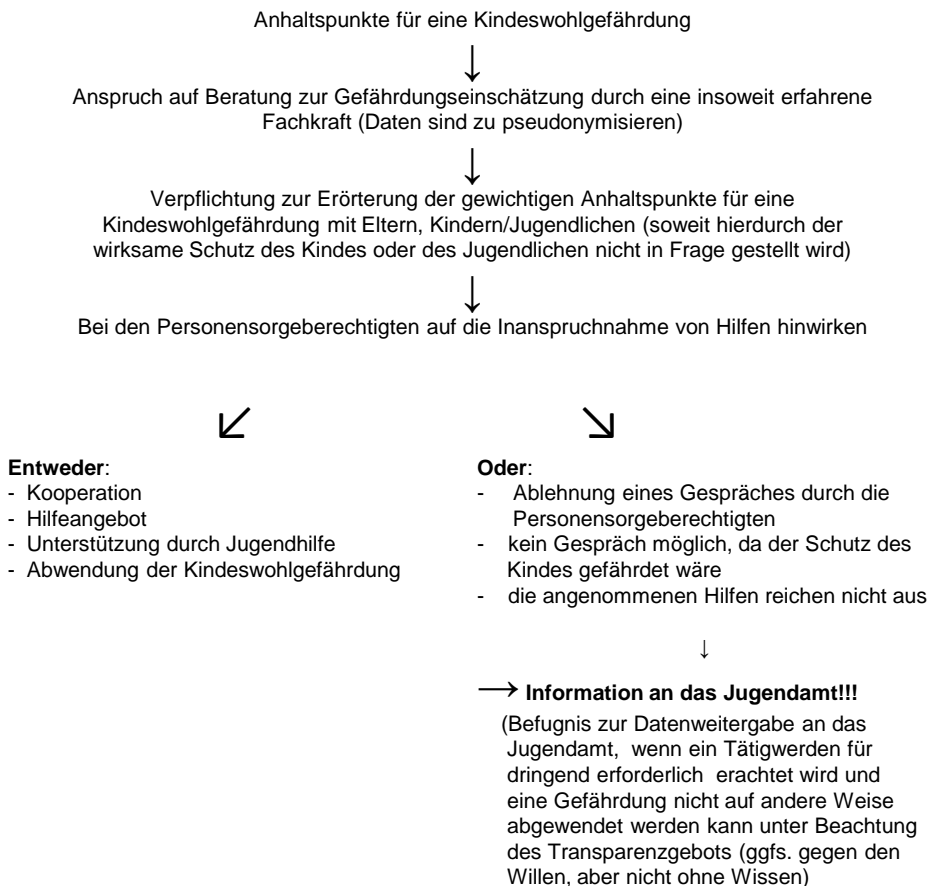 Anhaltspunkte für eine Kindeswohlgefährdung
↓
Anspruch auf Beratung zur Gefährdungseinschätzung durch eine insoweit erfahrene
Fachkraft (Daten sind zu pseudonymisieren)
↓
Verpflichtung zur Erörterung der gewichtigen Anhaltspunkte für eine
Kindeswohlgefährdung mit Eltern, Kindern/Jugendlichen (soweit hierdurch der
wirksame Schutz des Kindes oder des Jugendlichen nicht in Frage gestellt wird)
↓
Bei den Personensorgeberechtigten auf die Inanspruchnahme von Hilfen hinwirken
↙ ↘
Entweder:
- Kooperation
- Hilfeangebot
- Unterstützung durch Jugendhilfe
- Abwendung der Kindeswohlgefährdung
Oder:
- Ablehnung eines Gespräches durch die
Personensorgeberechtigten
- kein Gespräch möglich, da der Schutz des
Kindes gefährdet wäre
- die angenommenen Hilfen reichen nicht aus
↓
→ Information an das Jugendamt!!!
(Befugnis zur Datenweitergabe an das
Jugendamt, wenn ein Tätigwerden für
dringend erforderlich erachtet wird und
eine Gefährdung nicht auf andere Weise
abgewendet werden kann unter Beachtung
des Transparenzgebots (ggfs. gegen den
Willen, aber nicht ohne Wissen)